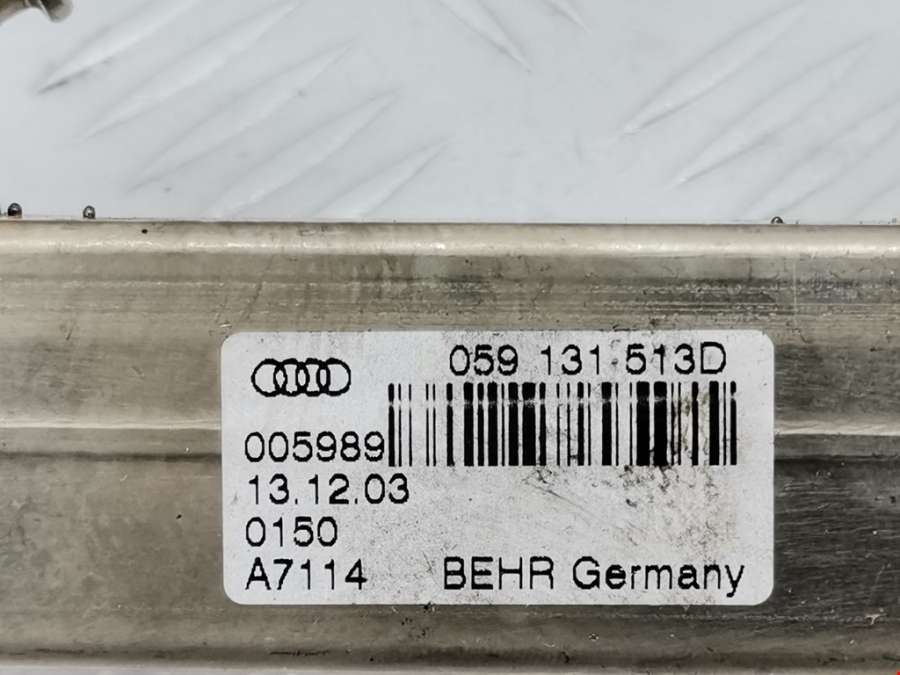 059 131 513D
005989
13.12.03
0150
A7114 BEHR Germany